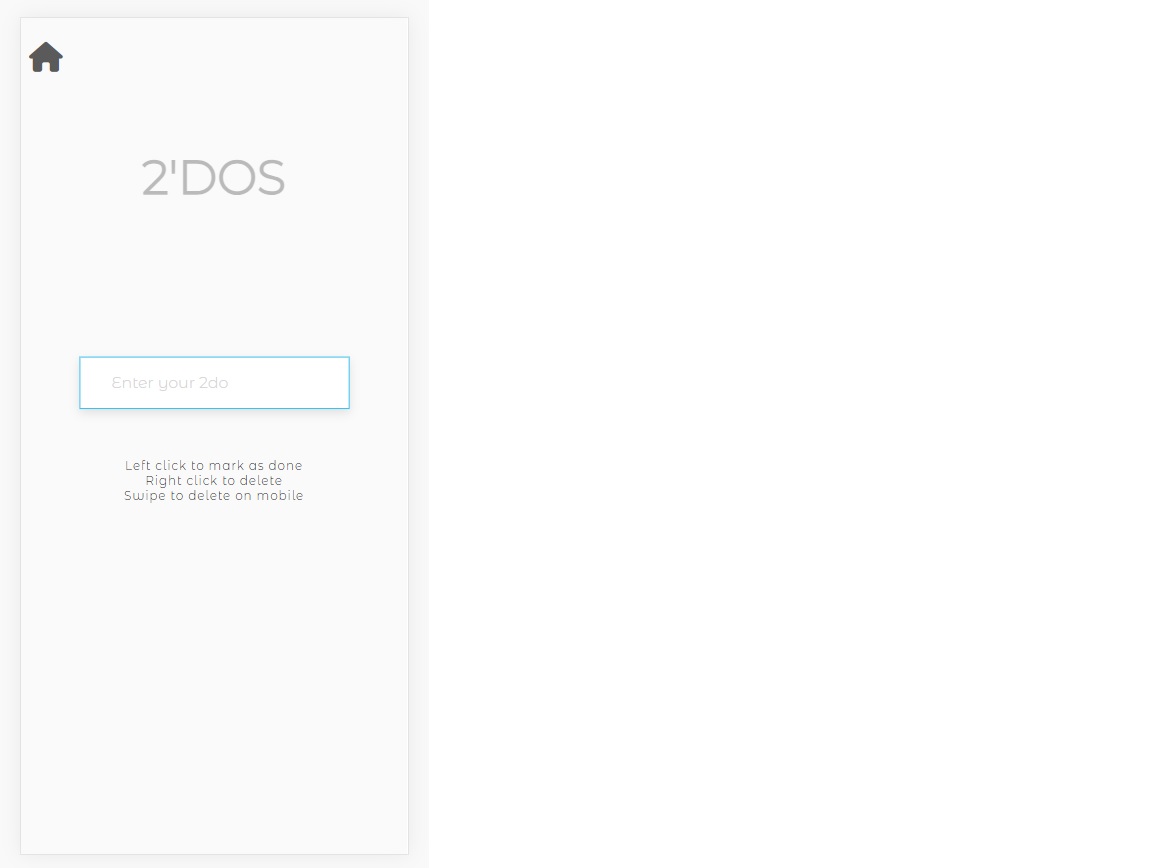 2'DOS
Enter your 2do
Left click to mark as done
Right click to delete
Swipe to delete on mobile